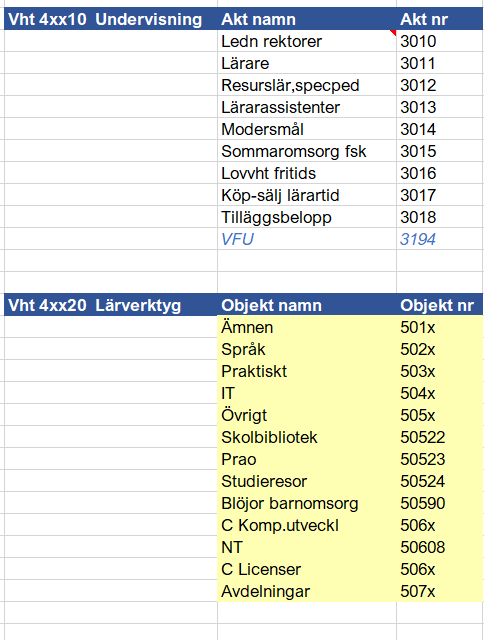 Vht 4xx10 Undervisning Akt namn Akt nr
Ledn rektorer 3010
Lärare 3011
Resurslär,specped 3012
Lärarassistenter 3013
Modersmål 3014
Sommaromsorg fsk 3015
Lovvht fritids 3016
Köp-sälj lärartid 3017
Tilläggsbelopp 3018
VFU 3194
Vht 4xx20 Lärverktyg Objekt namn Objekt nr
Ämnen 501x
Språk 502x
Praktiskt 503x
IT 504x
Övrigt 505x
Skolbibliotek 50522
Prao 50523
Studieresor 50524
Blöjor barnomsorg 50590
C Komp.utveckl 506x
NT 50608
C Licenser 506x
Avdelningar 507x